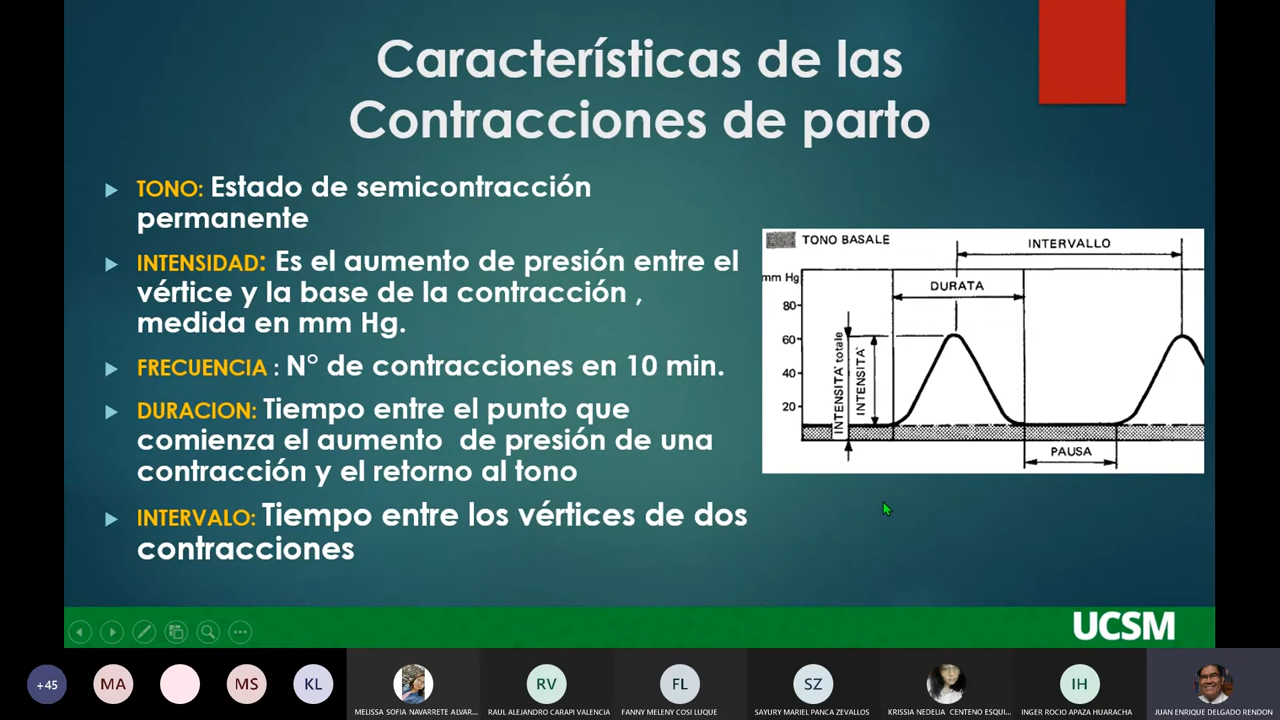 Características de las
Contracciones de parto
TONO: Estado de semicontracción
permanente
INTENSIDAD: Es el aumento de presión entre el
vértice y la base de la contracción ,
medida en mm Hg.
FRECUENCIA : N° de contracciones en 10 min.
DURACION: Tiempo entre el punto que
comienza el aumento  de presión de una
contracción y el retorno al tono
INTERVALO: Tiempo entre los vértices de dos
contracciones
TONO BASALE
INTERVALLO
mm Hg
DURATA
80
60
40
20
INTENSITA' totale
INTENSITA'
PAUSA
UCSM
+45
MA
MS
KL
RV
FL
SZ
IH
MELISSA SOFIA NAVARRETE ALVAR...
RAUL ALEJANDRO CARAPI VALENCIA
FANNY MELENY COSI LUQUE
SAYURY MARIEL PANCA ZEVALLOS
KRISSIA NEDELIA CENTENO ESQUI...
INGER ROCIO APAZA HUARACHA
JUAN ENRIQUE DELGADO RENDON